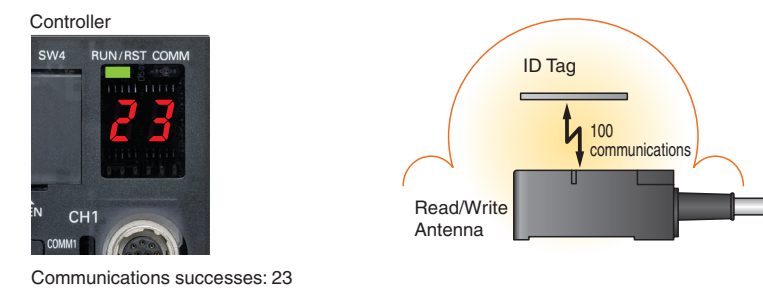 Controller
SW4
RUN/RST COMM
23
CH1
COMM1
Communications successes: 23
ID Tag
100
communications
Read/Write
Antenna